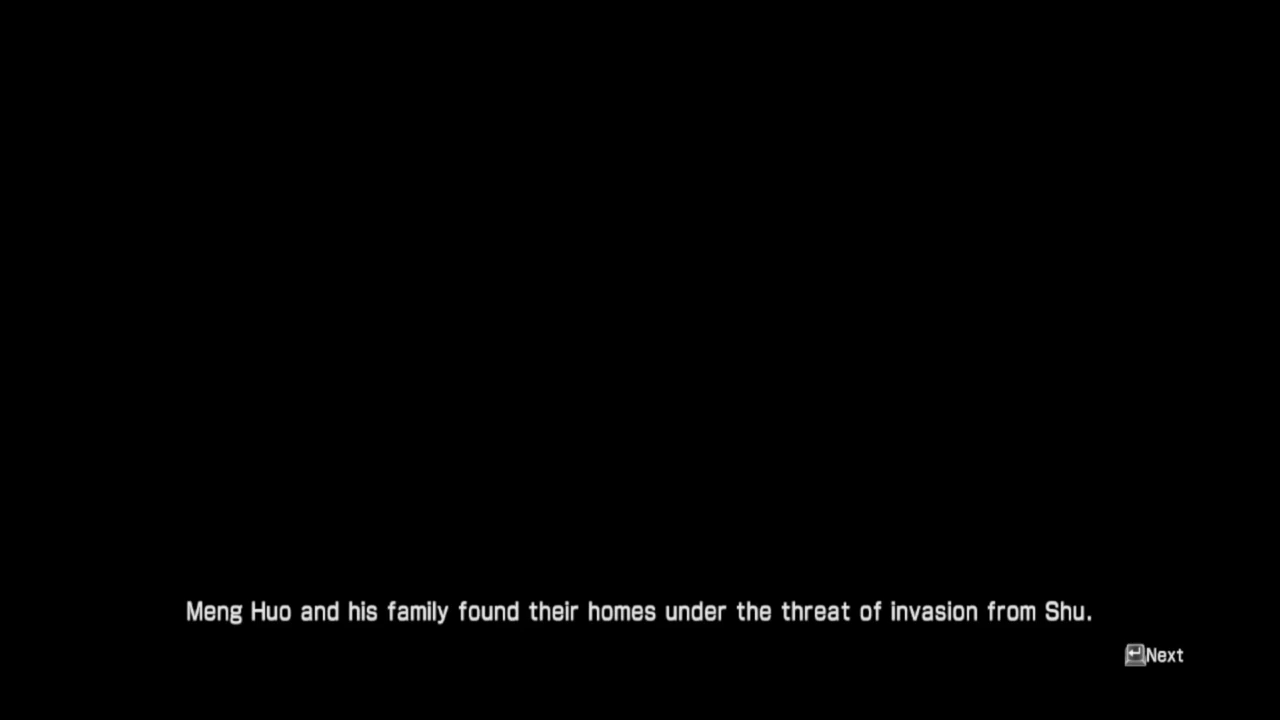 Meng Huo and his family found their homes under the threat of invasion from Shu.
Next